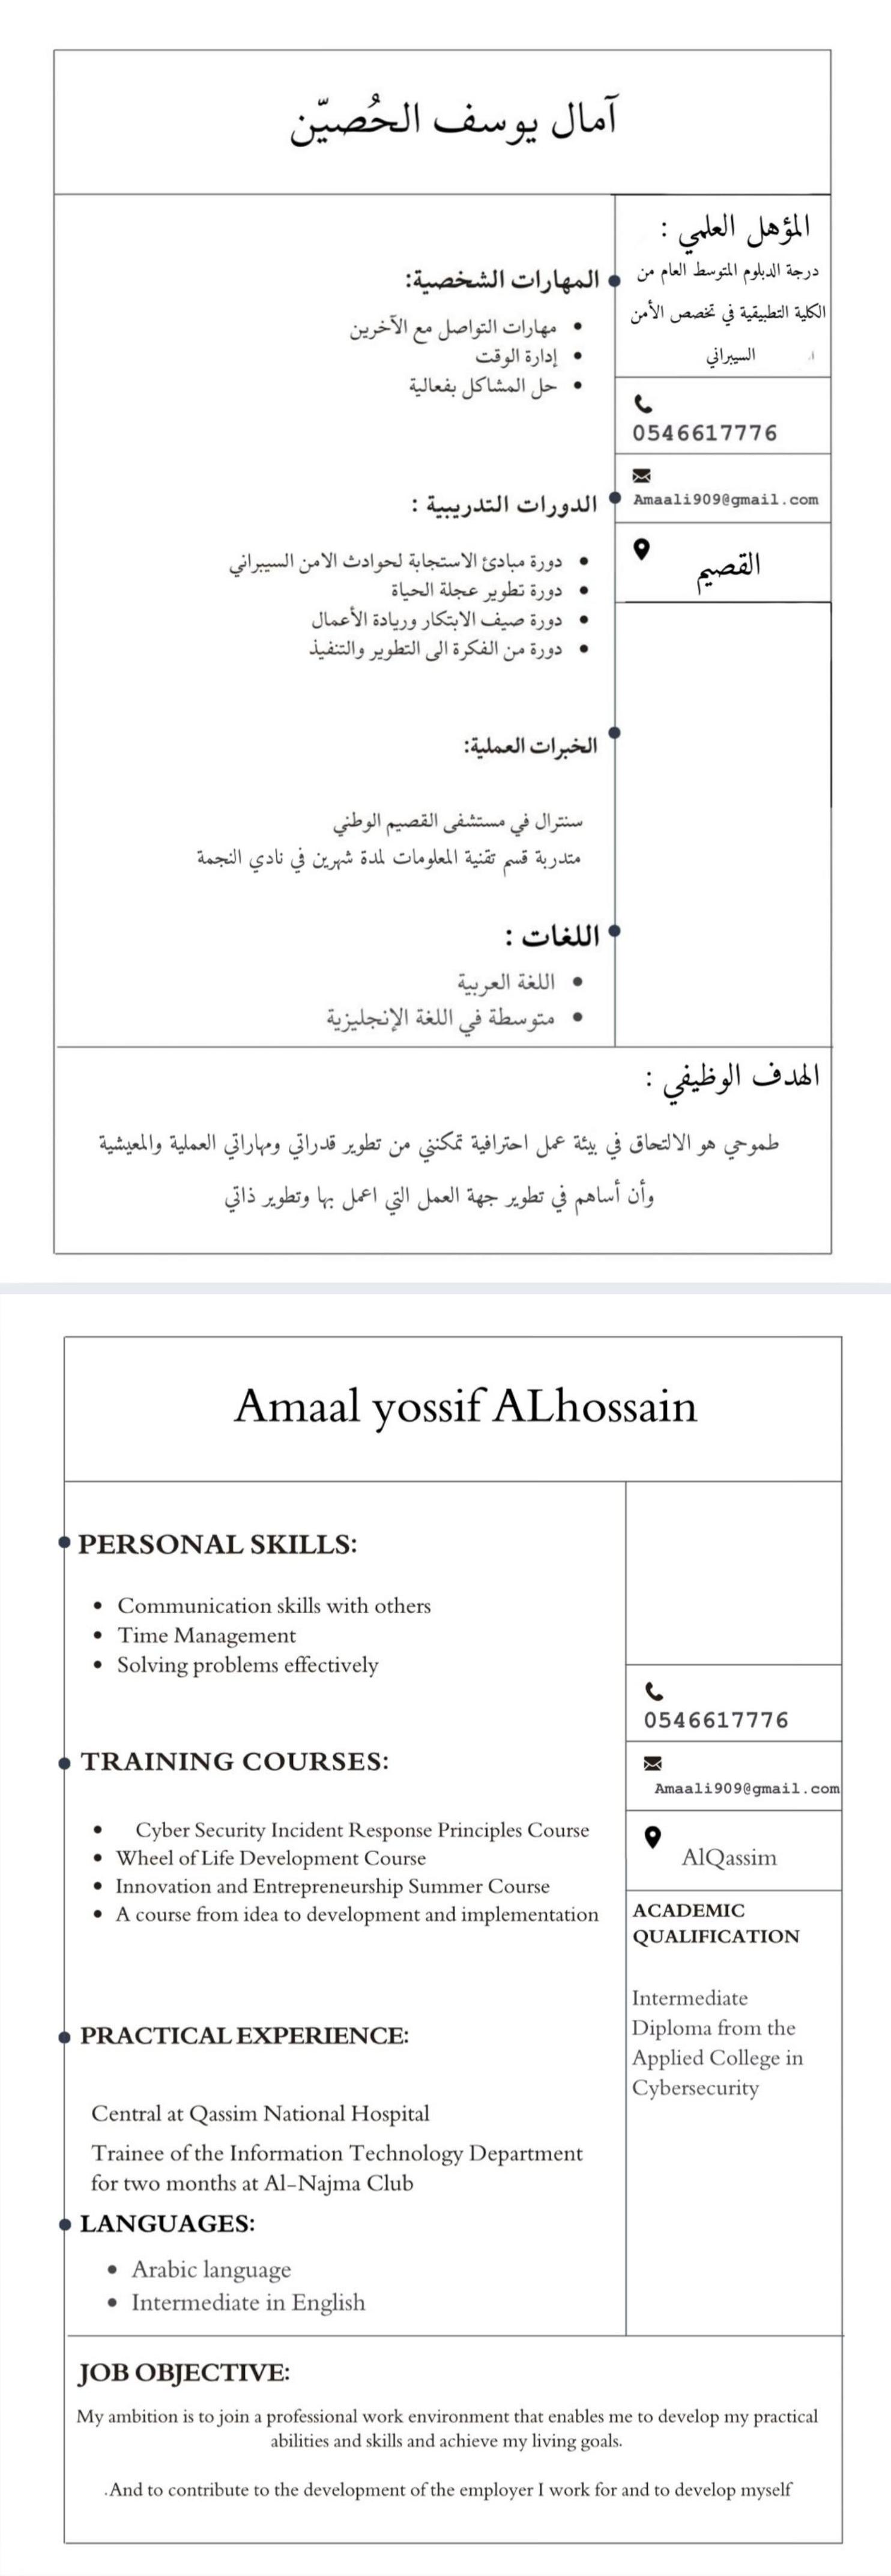 آمال يوسف الحُصيّن
المؤهل العلمي :
درجة الدبلوم المتوسط العام من
الكلية التطبيقية في تخصص الأمن
السيبراني
0546617776
Amaali909@gmail.com
القصيم
المهارات الشخصية:
• مهارات التواصل مع الآخرين
• إدارة الوقت
• حل المشاكل بفعالية
الدورات التدريبية :
• دورة مبادئ الاستجابة لحوادث الامن السيبراني
• دورة تطوير عجلة الحياة
• دورة صيف الابتكار وريادة الأعمال
• دورة من الفكرة الى التطوير والتنفيذ
الخبرات العملية:
سنترال في مستشفى القصيم الوطني
متدربة قسم تقنية المعلومات لمدة شهرين في نادي النجمة
اللغات :
• اللغة العربية
• متوسطة في اللغة الإنجليزية
الهدف الوظيفي :
طموحي هو الالتحاق في بيئة عمل احترافية تمكنني من تطوير قدراتي ومهاراتي العملية والمعيشية
وأن أساهم في تطوير جهة العمل التي اعمل بها وتطوير ذاتي
Amaal yossif ALhossain
PERSONAL SKILLS:
• Communication skills with others
• Time Management
• Solving problems effectively
TRAINING COURSES:
• Cyber Security Incident Response Principles Course
• Wheel of Life Development Course
• Innovation and Entrepreneurship Summer Course
• A course from idea to development and implementation
PRACTICAL EXPERIENCE:
Central at Qassim National Hospital
Trainee of the Information Technology Department
for two months at Al-Najma Club
LANGUAGES:
• Arabic language
• Intermediate in English
0546617776
Amaali909@gmail.com
AlQassim
ACADEMIC
QUALIFICATION
Intermediate
Diploma from the
Applied College in
Cybersecurity
JOB OBJECTIVE:
My ambition is to join a professional work environment that enables me to develop my practical
abilities and skills and achieve my living goals.
.And to contribute to the development of the employer I work for and to develop myself